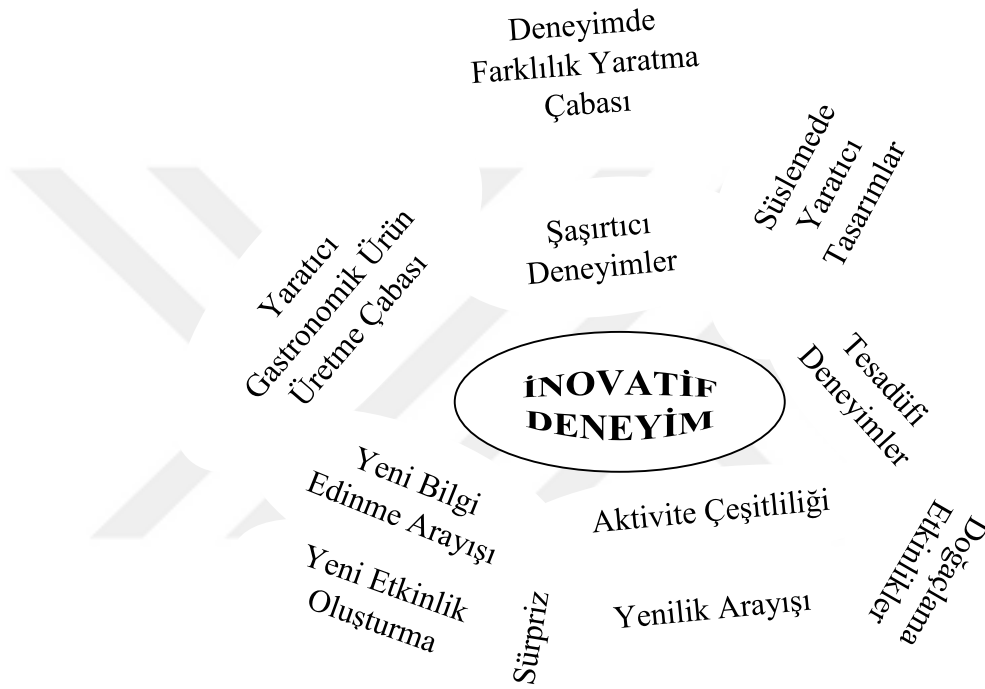 Deneyimde
Farklılık Yaratma
Çabası
Süslemede
Yaratıcı
Tasarımlar
Şaşırtıcı
Deneyimler
Yaratıcı
Gastronomik Ürün
Üretme Çabası
İNOVATİF
DENEYİM
Tesadüfi
Deneyimler
Yeni Bilgi
Edinme Arayışı
Aktivite Çeşitliliği
Doğaçlama
Etkinlikler
Yeni Etkinlik
Oluşturma
Sürpriz
Yenilik Arayışı